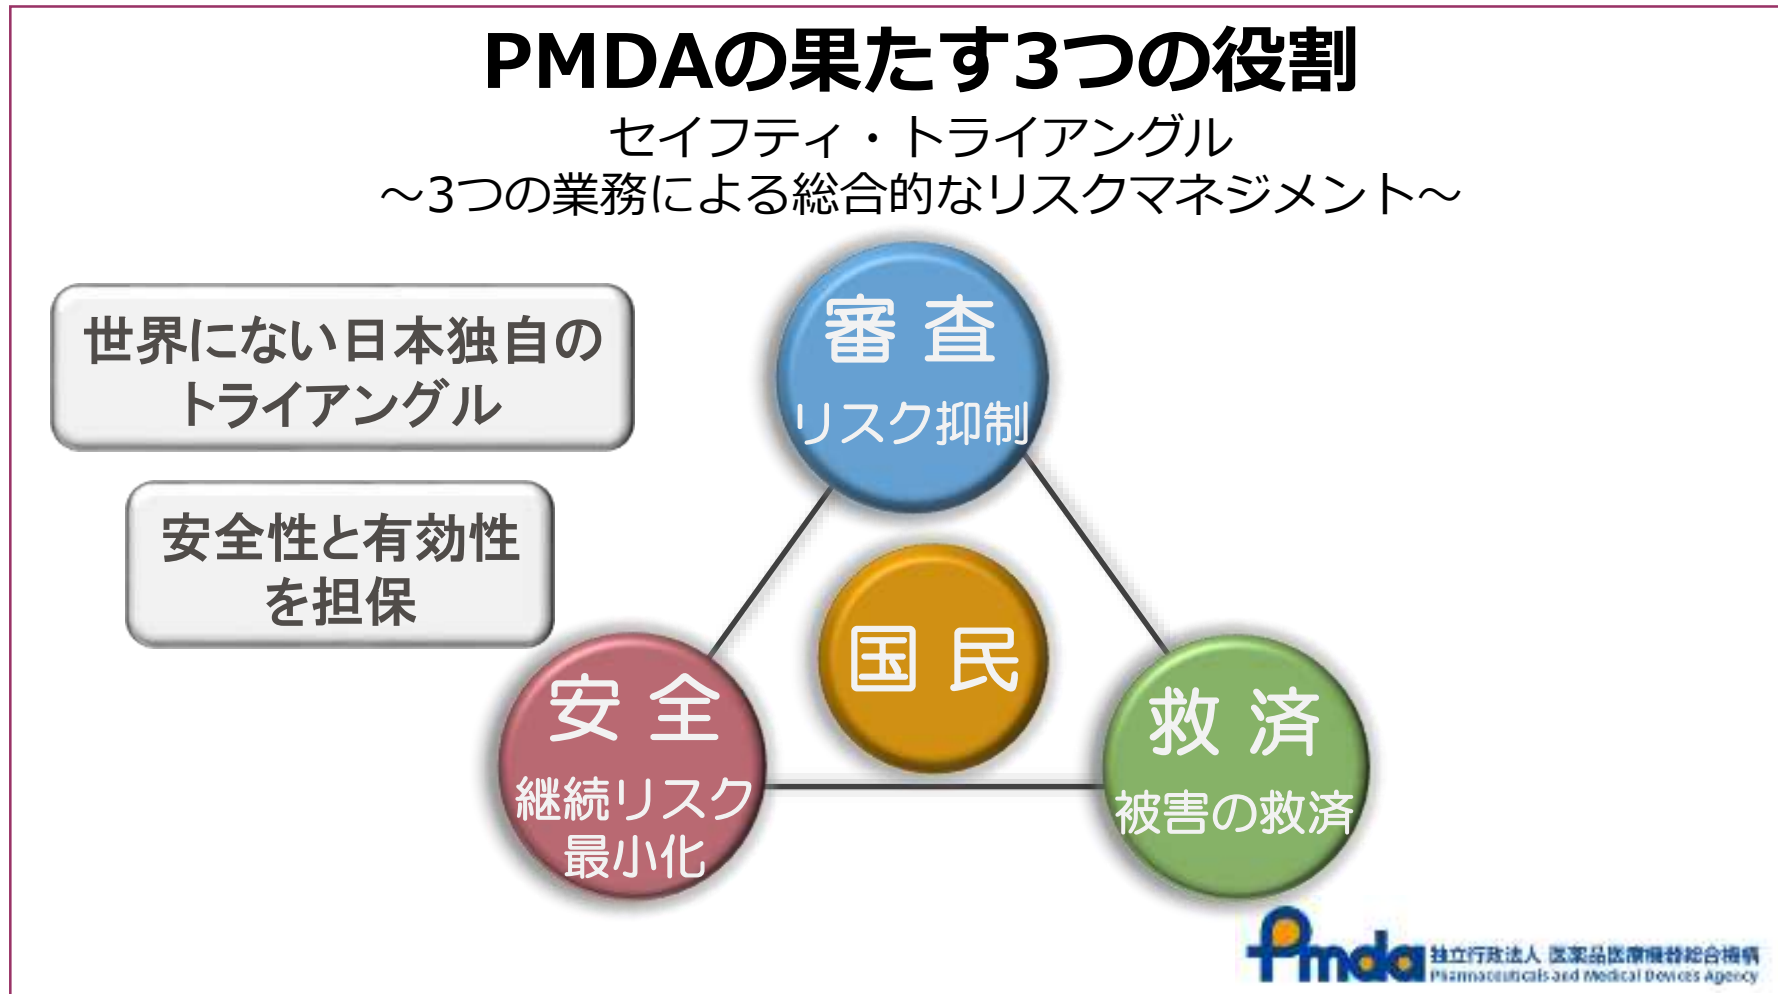 PMDAの果たす3つの役割
セイフティ・トライアングル
～3つの業務による総合的なリスクマネジメント～
世界にない日本独自の
トライアングル
安全性と有効性
を担保
審 査
リスク抑制
国 民
安 全
継続リスク
最小化
救 済
被害の救済
Pmda
独立行政法人 医薬品医療機器総合機構
Pharmaceuticals and Medical Devices Agency